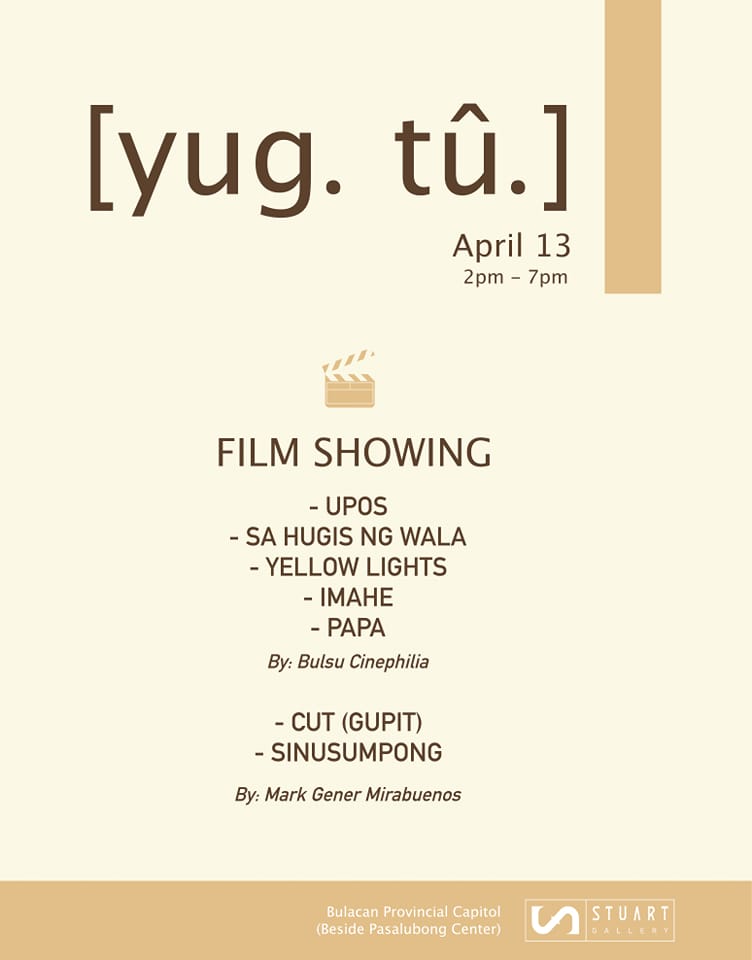 [yug. tû.]
April 13
2pm – 7pm
FILM SHOWING
- UPOS
- SA HUGIS NG WALA
- YELLOW LIGHTS
- IMAHE
- PAPA
By: Bulsu Cinephilia
- CUT (GUPIT)
- SINUSUMPONG
By: Mark Gener Mirabuenos
Bulacan Provincial Capitol
(Beside Pasalubong Center)
STUART
GALLERY